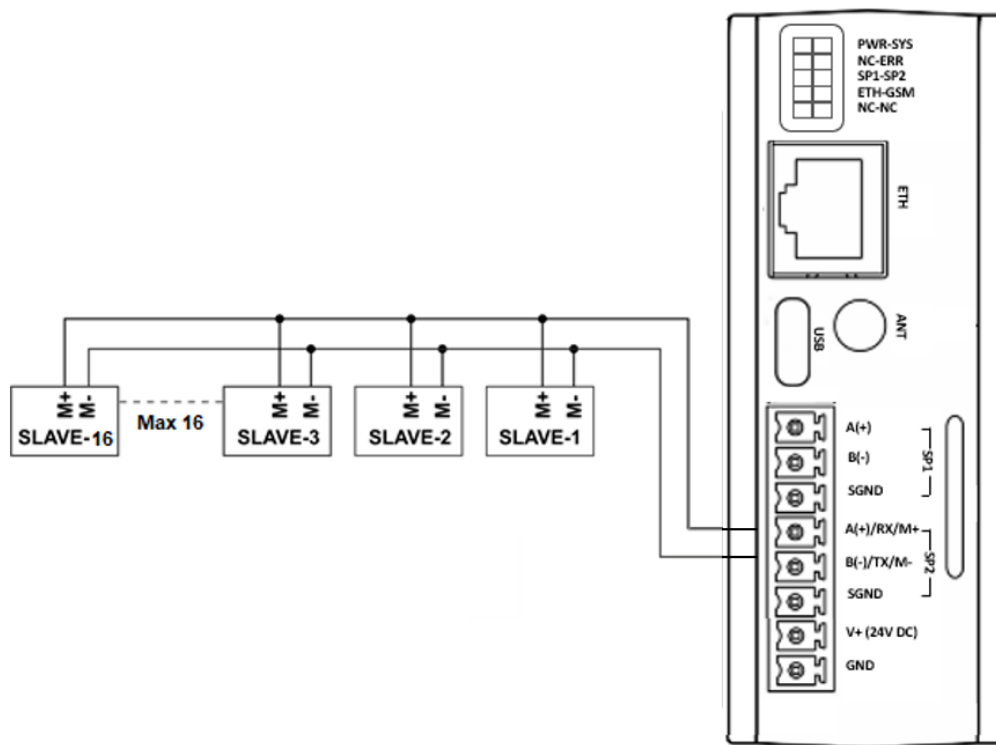 PWR-SYS
NC-ERR
SP1-SP2
ETH-GSM
NC-NC
ETH
ANT
USB
M+
M-
SLAVE-16
Max 16
M+
M-
SLAVE-3
M+
M-
SLAVE-2
M+
M-
SLAVE-1
A(+)
B(-)
SGND
SP1
A(+)/RX/M+
B(-)/TX/M-
SGND
SP2
V+ (24V DC)
GND